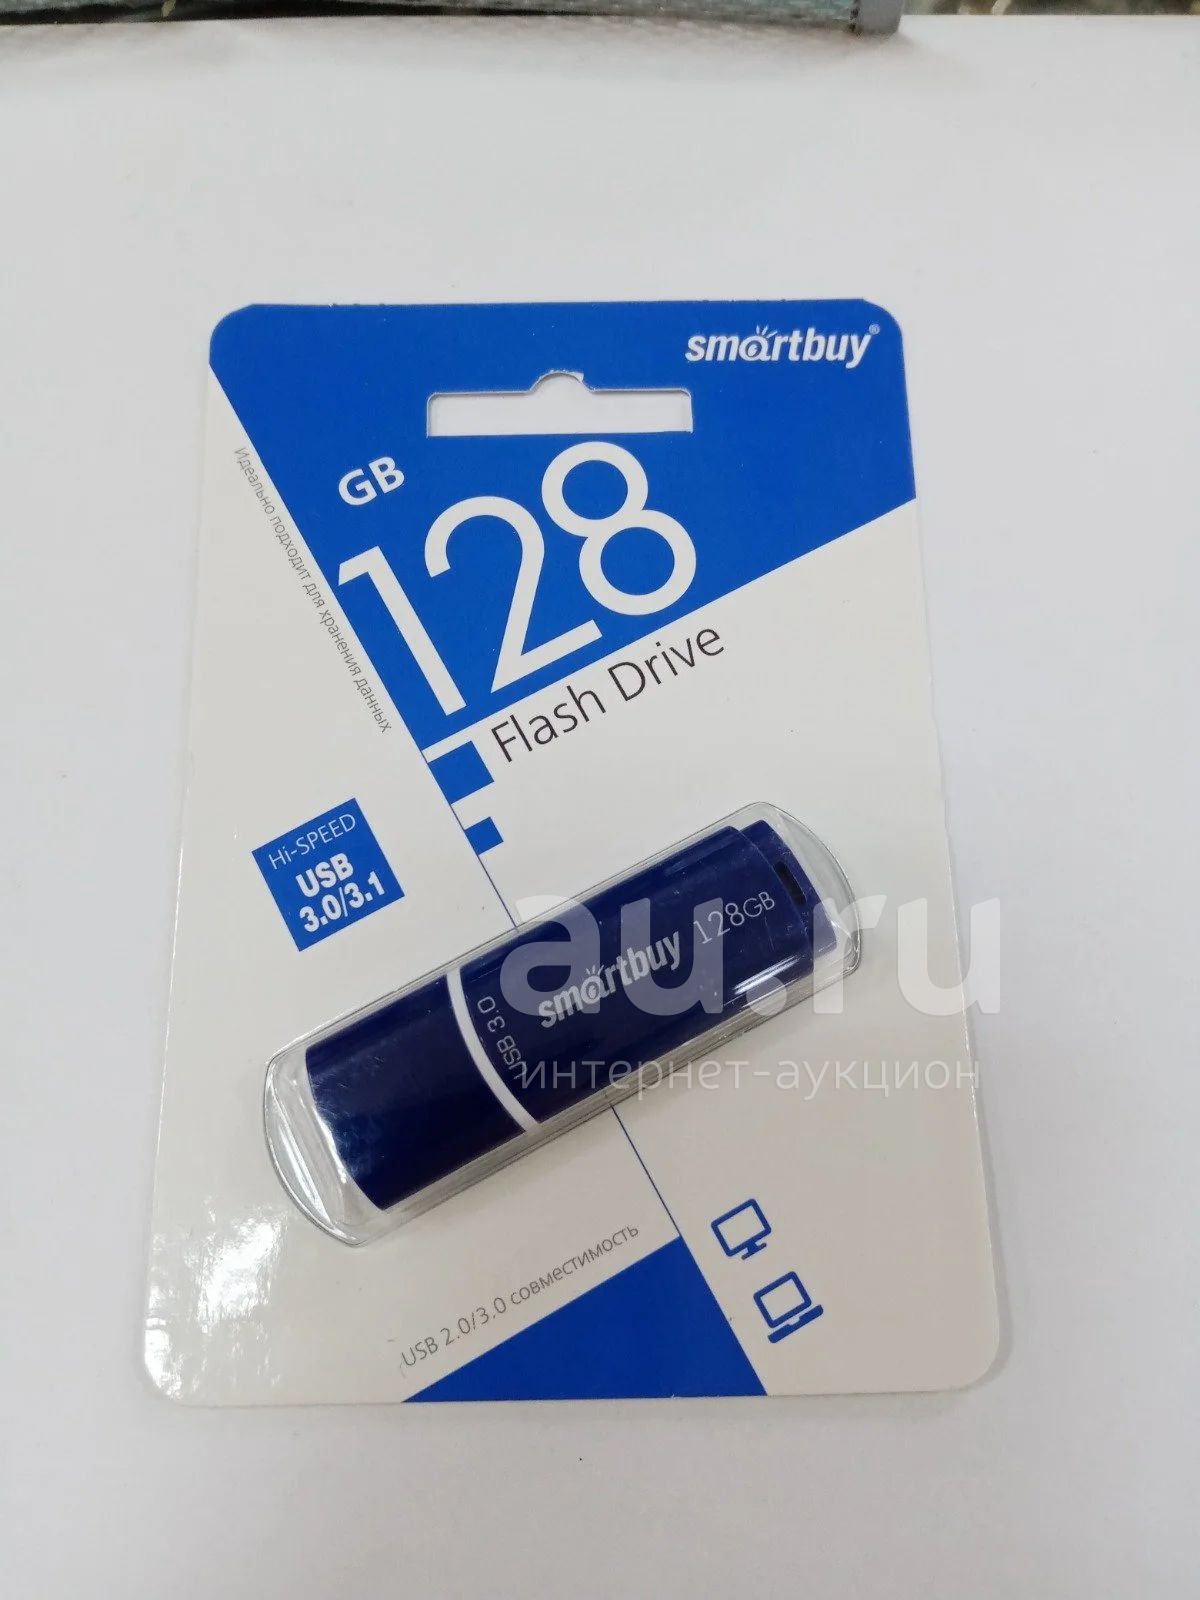 smartbuy®
GB
128
Flash Drive
Идеально подходит для хранения данных
Hi-SPEED
USB
3.0/3.1
smartbuy 128GB
USB 3.0
au.ru
интернет-аукцион
USB 2.0/3.0 совместимость